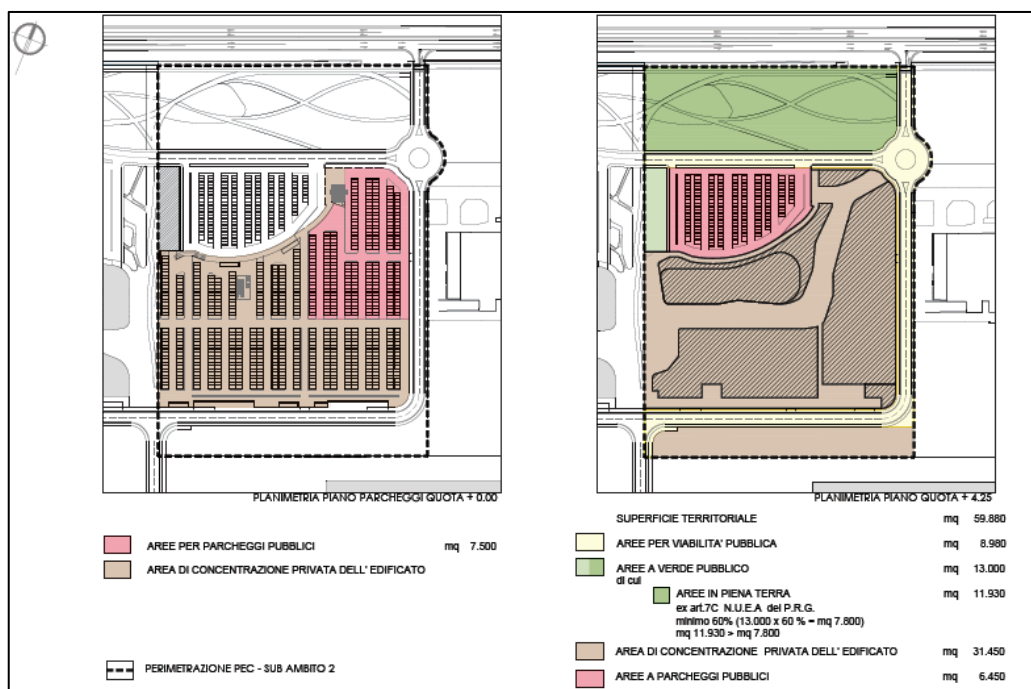 PLANIMETRIA PIANO PARCHEGGI QUOTA + 0.00
AREE PER PARCHEGGI PUBBLICI mq 7.500
AREA DI CONCENTRAZIONE PRIVATA DELL' EDIFICATO
PERIMETRAZIONE PEC - SUB AMBITO 2
PLANIMETRIA PIANO QUOTA + 4.25
SUPERFICIE TERRITORIALE mq 59.880
AREE PER VIABILITA' PUBBLICA mq 8.980
AREE A VERDE PUBBLICO mq 13.000
di cui
AREE IN PIENA TERRA mq 11.930
ex art.7C N.U.E.A del P.R.G.
minimo 60% (13.000 x 60 % = mq 7.800)
mq 11.930 > mq 7.800
AREA DI CONCENTRAZIONE PRIVATA DELL' EDIFICATO mq 31.450
AREE A PARCHEGGI PUBBLICI mq 6.450